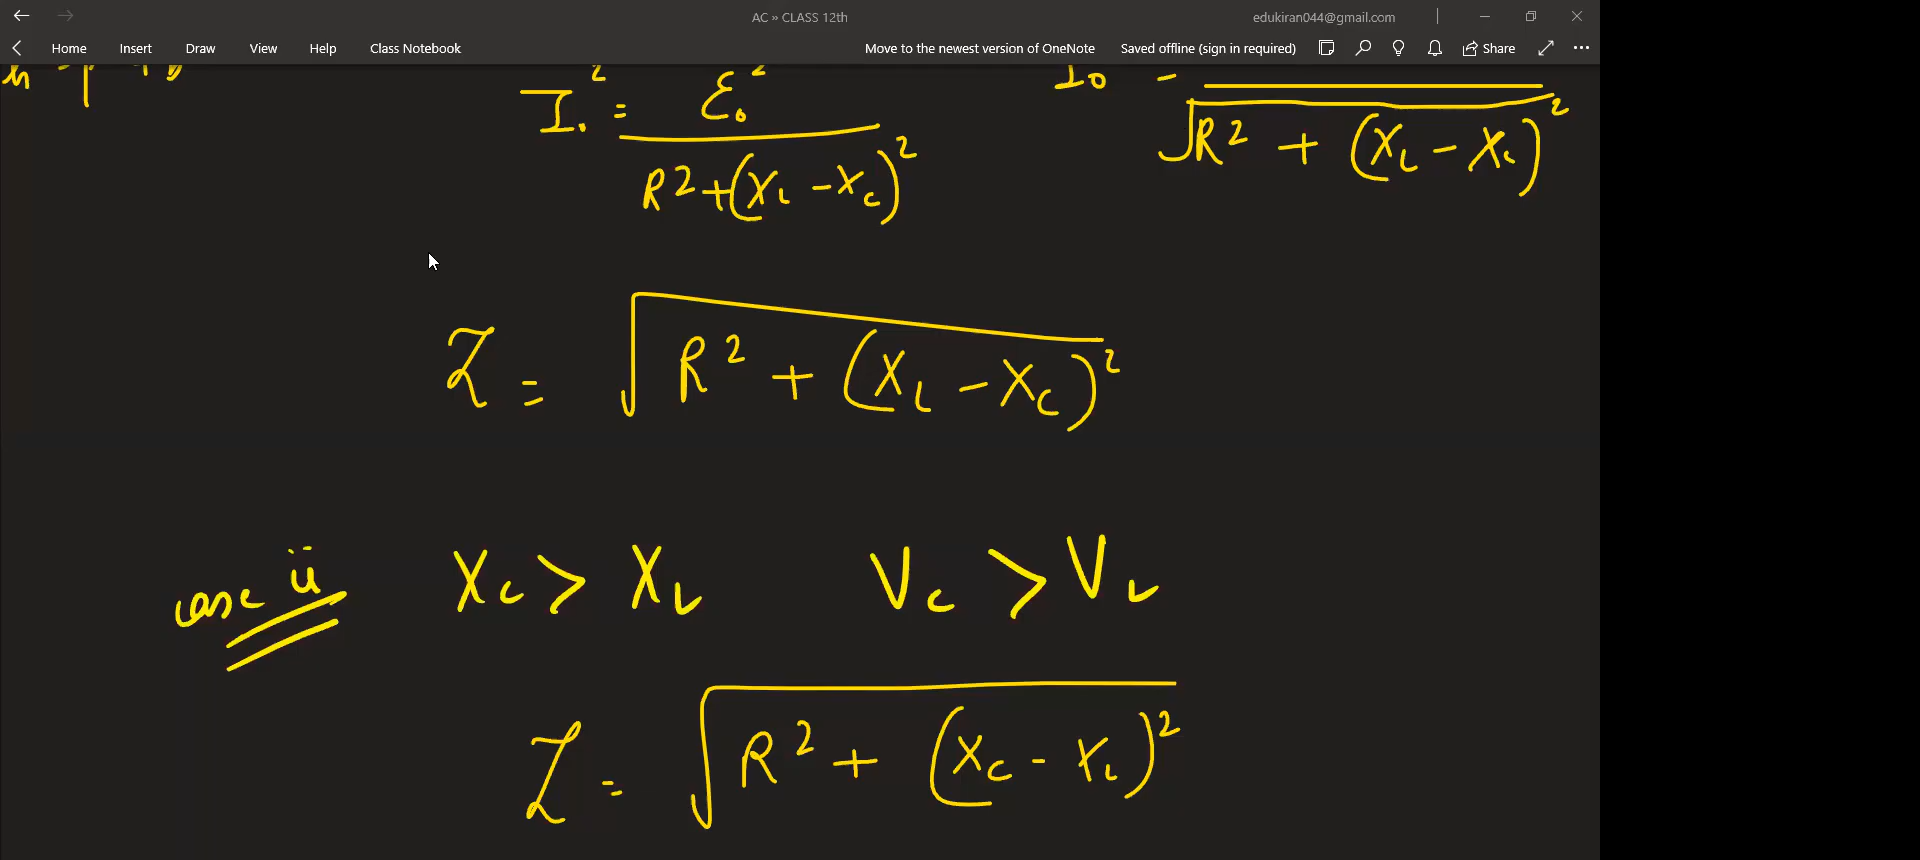 AC » CLASS 12th
edukiran044@gmail.com
Home Insert Draw View Help Class Notebook
Move to the newest version of OneNote Saved offline (sign in required) Share
I₀² = ε₀² / R² + (X_L - X_C)²
I₀ = / √R² + (X_L - X_C)²
Z = √R² + (X_L - X_C)²
case ii X_C > X_L V_C > V_L
Z = √R² + (X_C - X_L)²